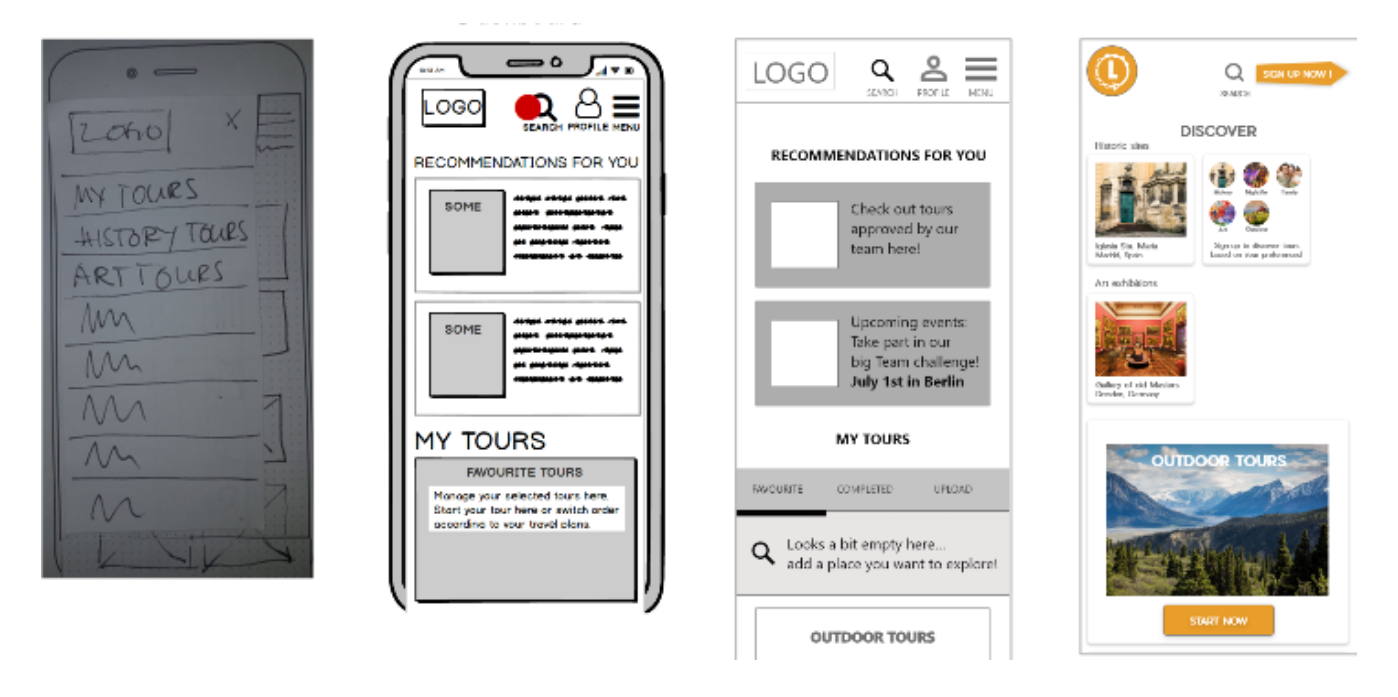 LOGO X
MY TOURS
HISTORY TOURS
ART TOURS
LOGO
SEARCH PROFILE MENU
RECOMMENDATIONS FOR YOU
SOME
SOME
MY TOURS
FAVOURITE TOURS
Manage your selected tours here.
Start your tour here or switch order
according to your travel plans.
LOGO
SEARCH PROFILE MENU
RECOMMENDATIONS FOR YOU
Check out tours
approved by our
team here!
Upcoming events:
Take part in our
big Team challenge!
July 1st in Berlin
MY TOURS
FAVOURITE COMPLETED UPLOAD
Looks a bit empty here...
add a place you want to explore!
OUTDOOR TOURS
L
SEARCH
SIGN UP NOW !
DISCOVER
Historic sites
Iglesia Sta. Maria
Madrid, Spain
History Nightlife Family
Art Outdoor
Sign up to discover tours
based on your preferences!
Art exhibitions
Gallery of old Masters
Dresden, Germany
OUTDOOR TOURS
START NOW